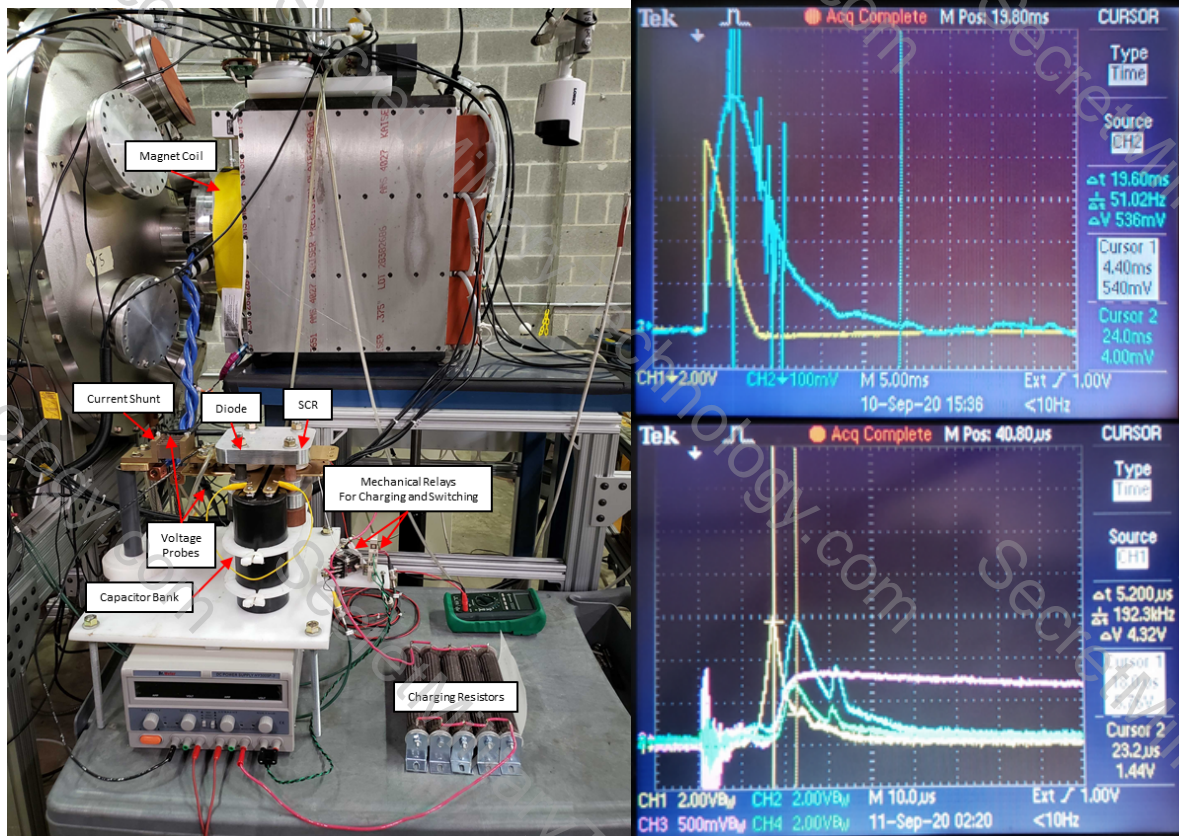 Magnet Coil
Current Shunt
Diode
SCR
Mechanical Relays
For Charging and Switching
Voltage
Probes
Capacitor Bank
Charging Resistors
Tek
Acq Complete
M Pos: 19.80ms
CURSOR
Type
Time
Source
CH2
Δt 19.60ms
51.02Hz
ΔV 536mV
Cursor 1
4.40ms
540mV
Cursor 2
24.0ms
4.00mV
CH1 2.00V
CH2 100mV
M 5.00ms
Ext / 1.00V
10-Sep-20 15:36
<10Hz
Tek
Acq Complete
M Pos: 40.80µs
CURSOR
Type
Time
Source
CH1
Δt 5.200µs
192.3kHz
ΔV 4.32V
Cursor 1
Cursor 2
23.2µs
1.44V
CH1 2.00VBw
CH2 2.00VBw
M 10.0µs
Ext / 1.00V
CH3 500mVBw
CH4 2.00VBw
11-Sep-20 02:20
<10Hz